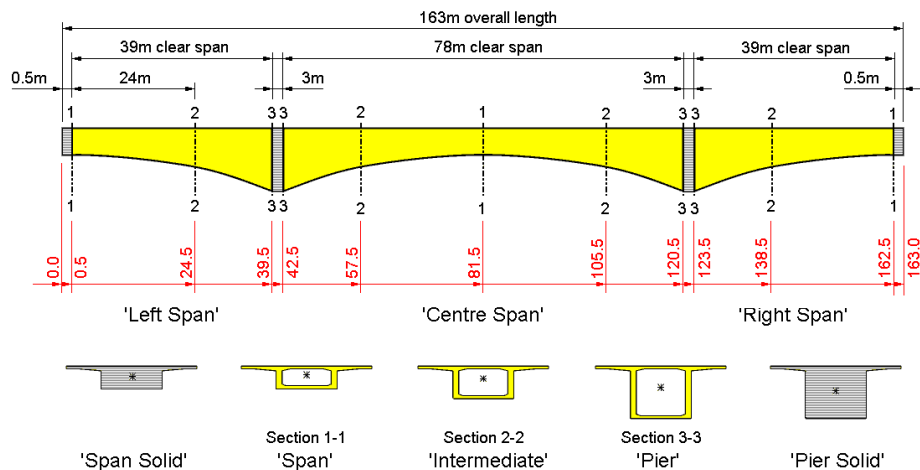 163m overall length
39m clear span 78m clear span 39m clear span
0.5m 24m 3m 3m 0.5m
1 2 3 3 2 1 2 3 3 2 1
1 2 3 3 2 1 2 3 3 2 1
0.0 0.5 24.5 39.5 42.5 57.5 81.5 105.5 120.5 123.5 138.5 162.5 163.0
'Left Span' 'Centre Span' 'Right Span'
Section 1-1 Section 2-2 Section 3-3
'Span Solid' 'Span' 'Intermediate' 'Pier' 'Pier Solid'